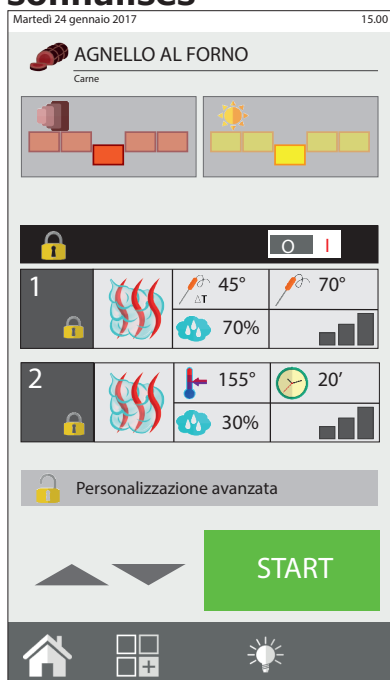 sonnalisés
Martedì 24 gennaio 2017 15.00
AGNELLO AL FORNO
Carne
O I
1 45° 70°
ΔT
70%
2 155° 20’
30%
Personalizzazione avanzata
START